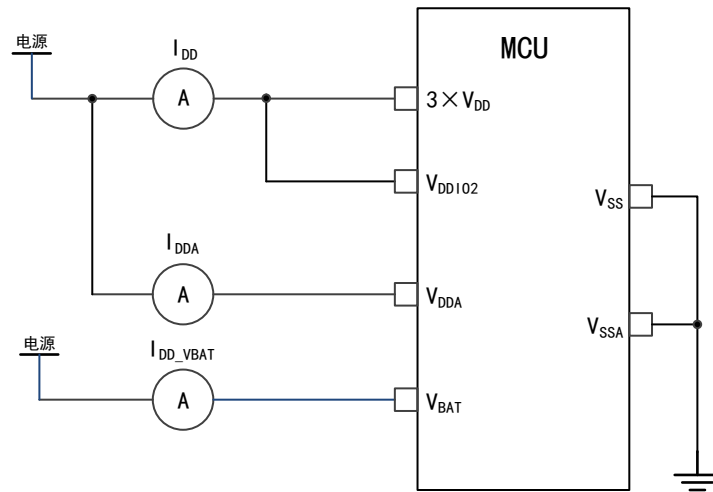 电源
I_DD
MCU
A
3×V_DD
V_DDIO2
V_SS
I_DDA
A
V_DDA
V_SSA
电源
I_DD_VBAT
A
V_BAT